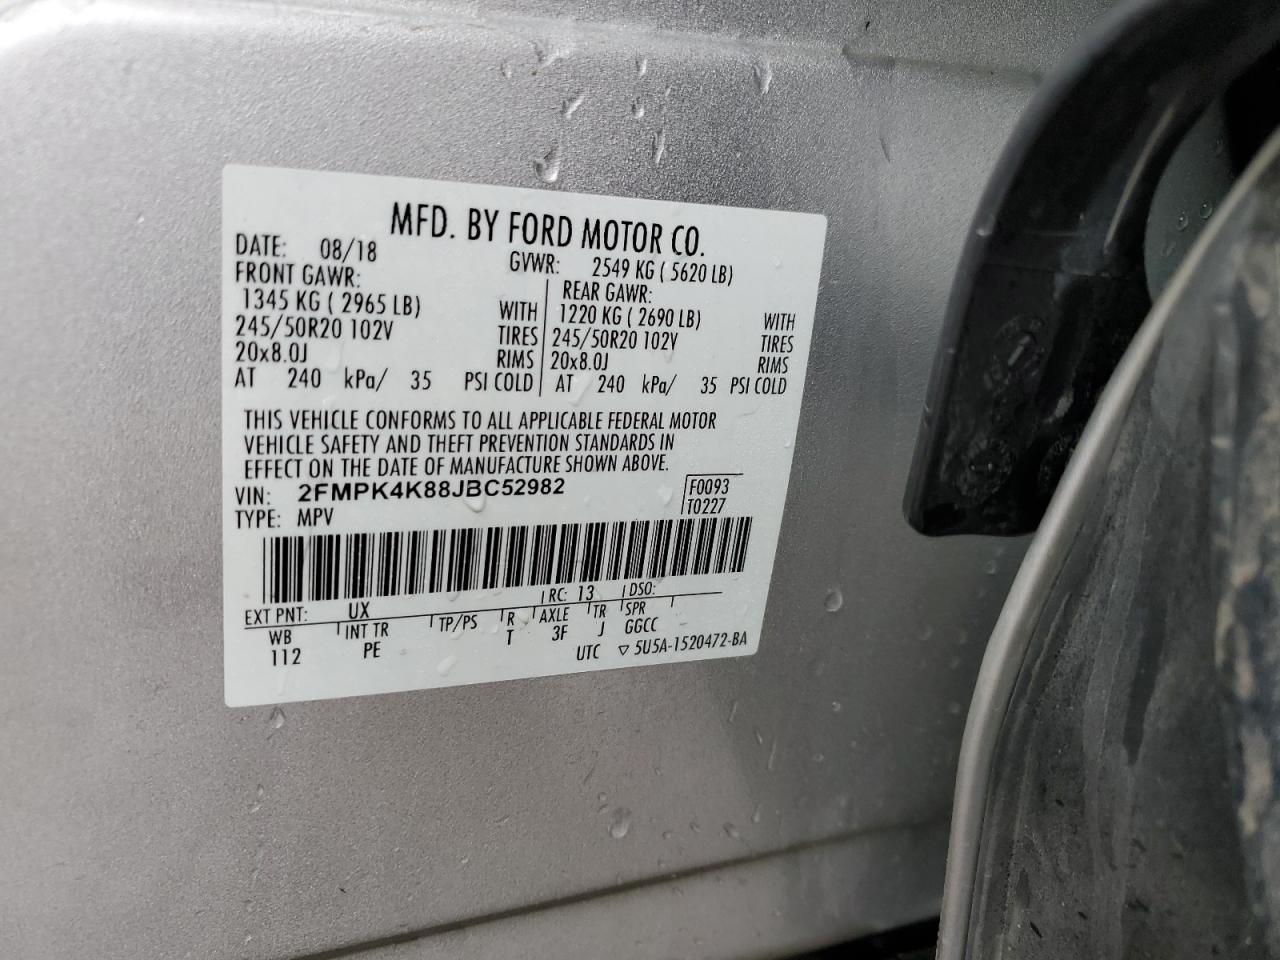 MFD. BY FORD MOTOR CO.
DATE: 08/18 GVWR: 2549 KG ( 5620 LB)
FRONT GAWR: REAR GAWR:
1345 KG ( 2965 LB) WITH 1220 KG ( 2690 LB) WITH
245/50R20 102V TIRES 245/50R20 102V TIRES
20x8.0J RIMS 20x8.0J RIMS
AT 240 kPa/ 35 PSI COLD AT 240 kPa/ 35 PSI COLD
THIS VEHICLE CONFORMS TO ALL APPLICABLE FEDERAL MOTOR
VEHICLE SAFETY AND THEFT PREVENTION STANDARDS IN
EFFECT ON THE DATE OF MANUFACTURE SHOWN ABOVE.
VIN: 2FMPK4K88JBC52982 F0093
TYPE: MPV T0227
EXT PNT: UX RC: 13 DSO:
WB INT TR TP/PS R AXLE TR SPR
112 PE T 3F J GGCC
UTC ▽ 5U5A-1520472-BA